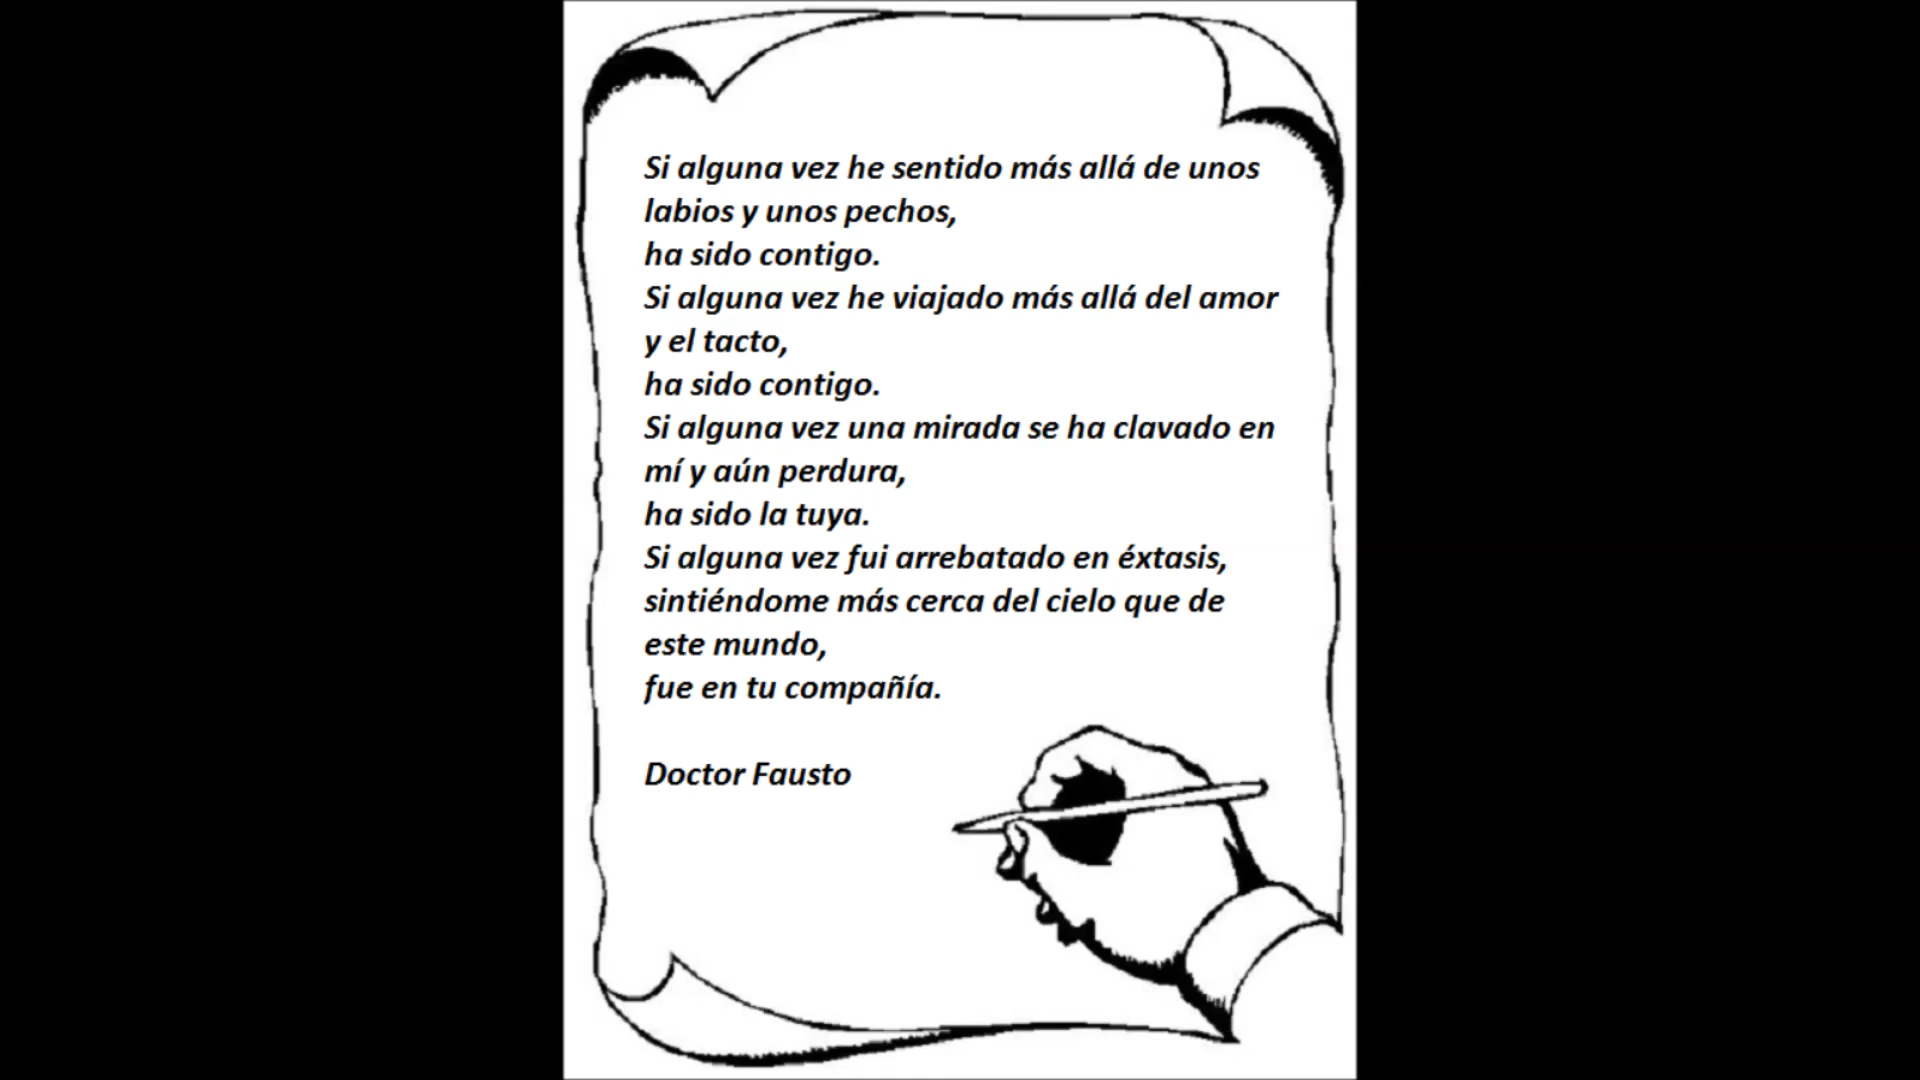 Si alguna vez he sentido más allá de unos
labios y unos pechos,
ha sido contigo.
Si alguna vez he viajado más allá del amor
y el tacto,
ha sido contigo.
Si alguna vez una mirada se ha clavado en
mí y aún perdura,
ha sido la tuya.
Si alguna vez fui arrebatado en éxtasis,
sintiéndome más cerca del cielo que de
este mundo,
fue en tu compañía.
Doctor Fausto